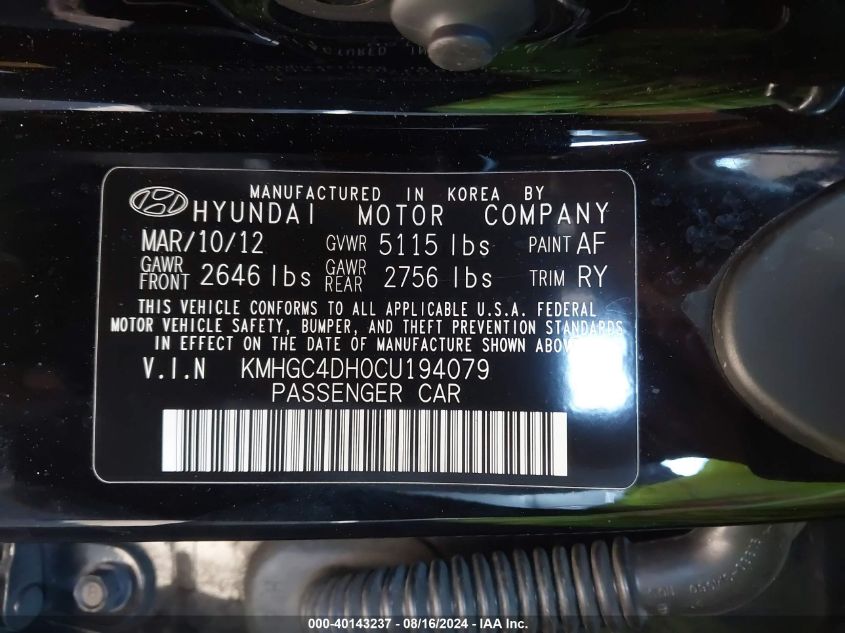 MANUFACTURED IN KOREA BY
HYUNDAI MOTOR COMPANY
MAR/10/12 GVWR 5115 lbs PAINT AF
GAWR FRONT 2646 lbs GAWR REAR 2756 lbs TRIM RY
THIS VEHICLE CONFORMS TO ALL APPLICABLE U.S.A. FEDERAL
MOTOR VEHICLE SAFETY, BUMPER, AND THEFT PREVENTION STANDARDS
IN EFFECT ON THE DATE OF MANUFACTURE SHOWN ABOVE
V.I.N KMHGC4DH0CU194079
PASSENGER CAR
000-40143237 - 08/16/2024 - IAA Inc.